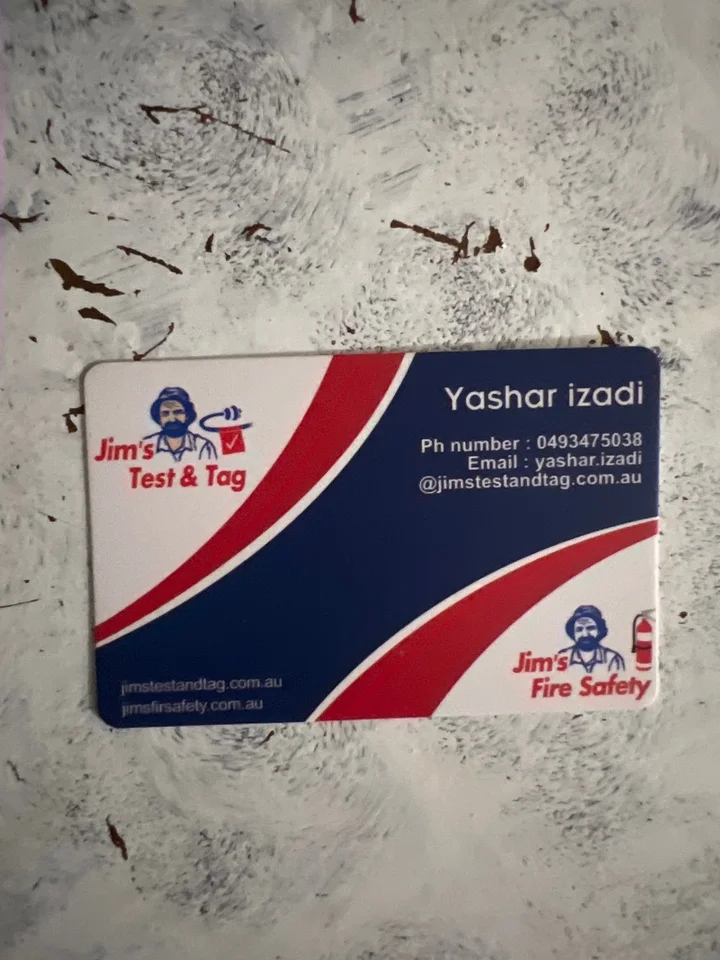 Jim's
Test & Tag
Yashar izadi
Ph number : 0493475038
Email : yashar.izadi
@jimstestandtag.com.au
jimstestandtag.com.au
jimsfirsafety.com.au
Jim's
Fire Safety